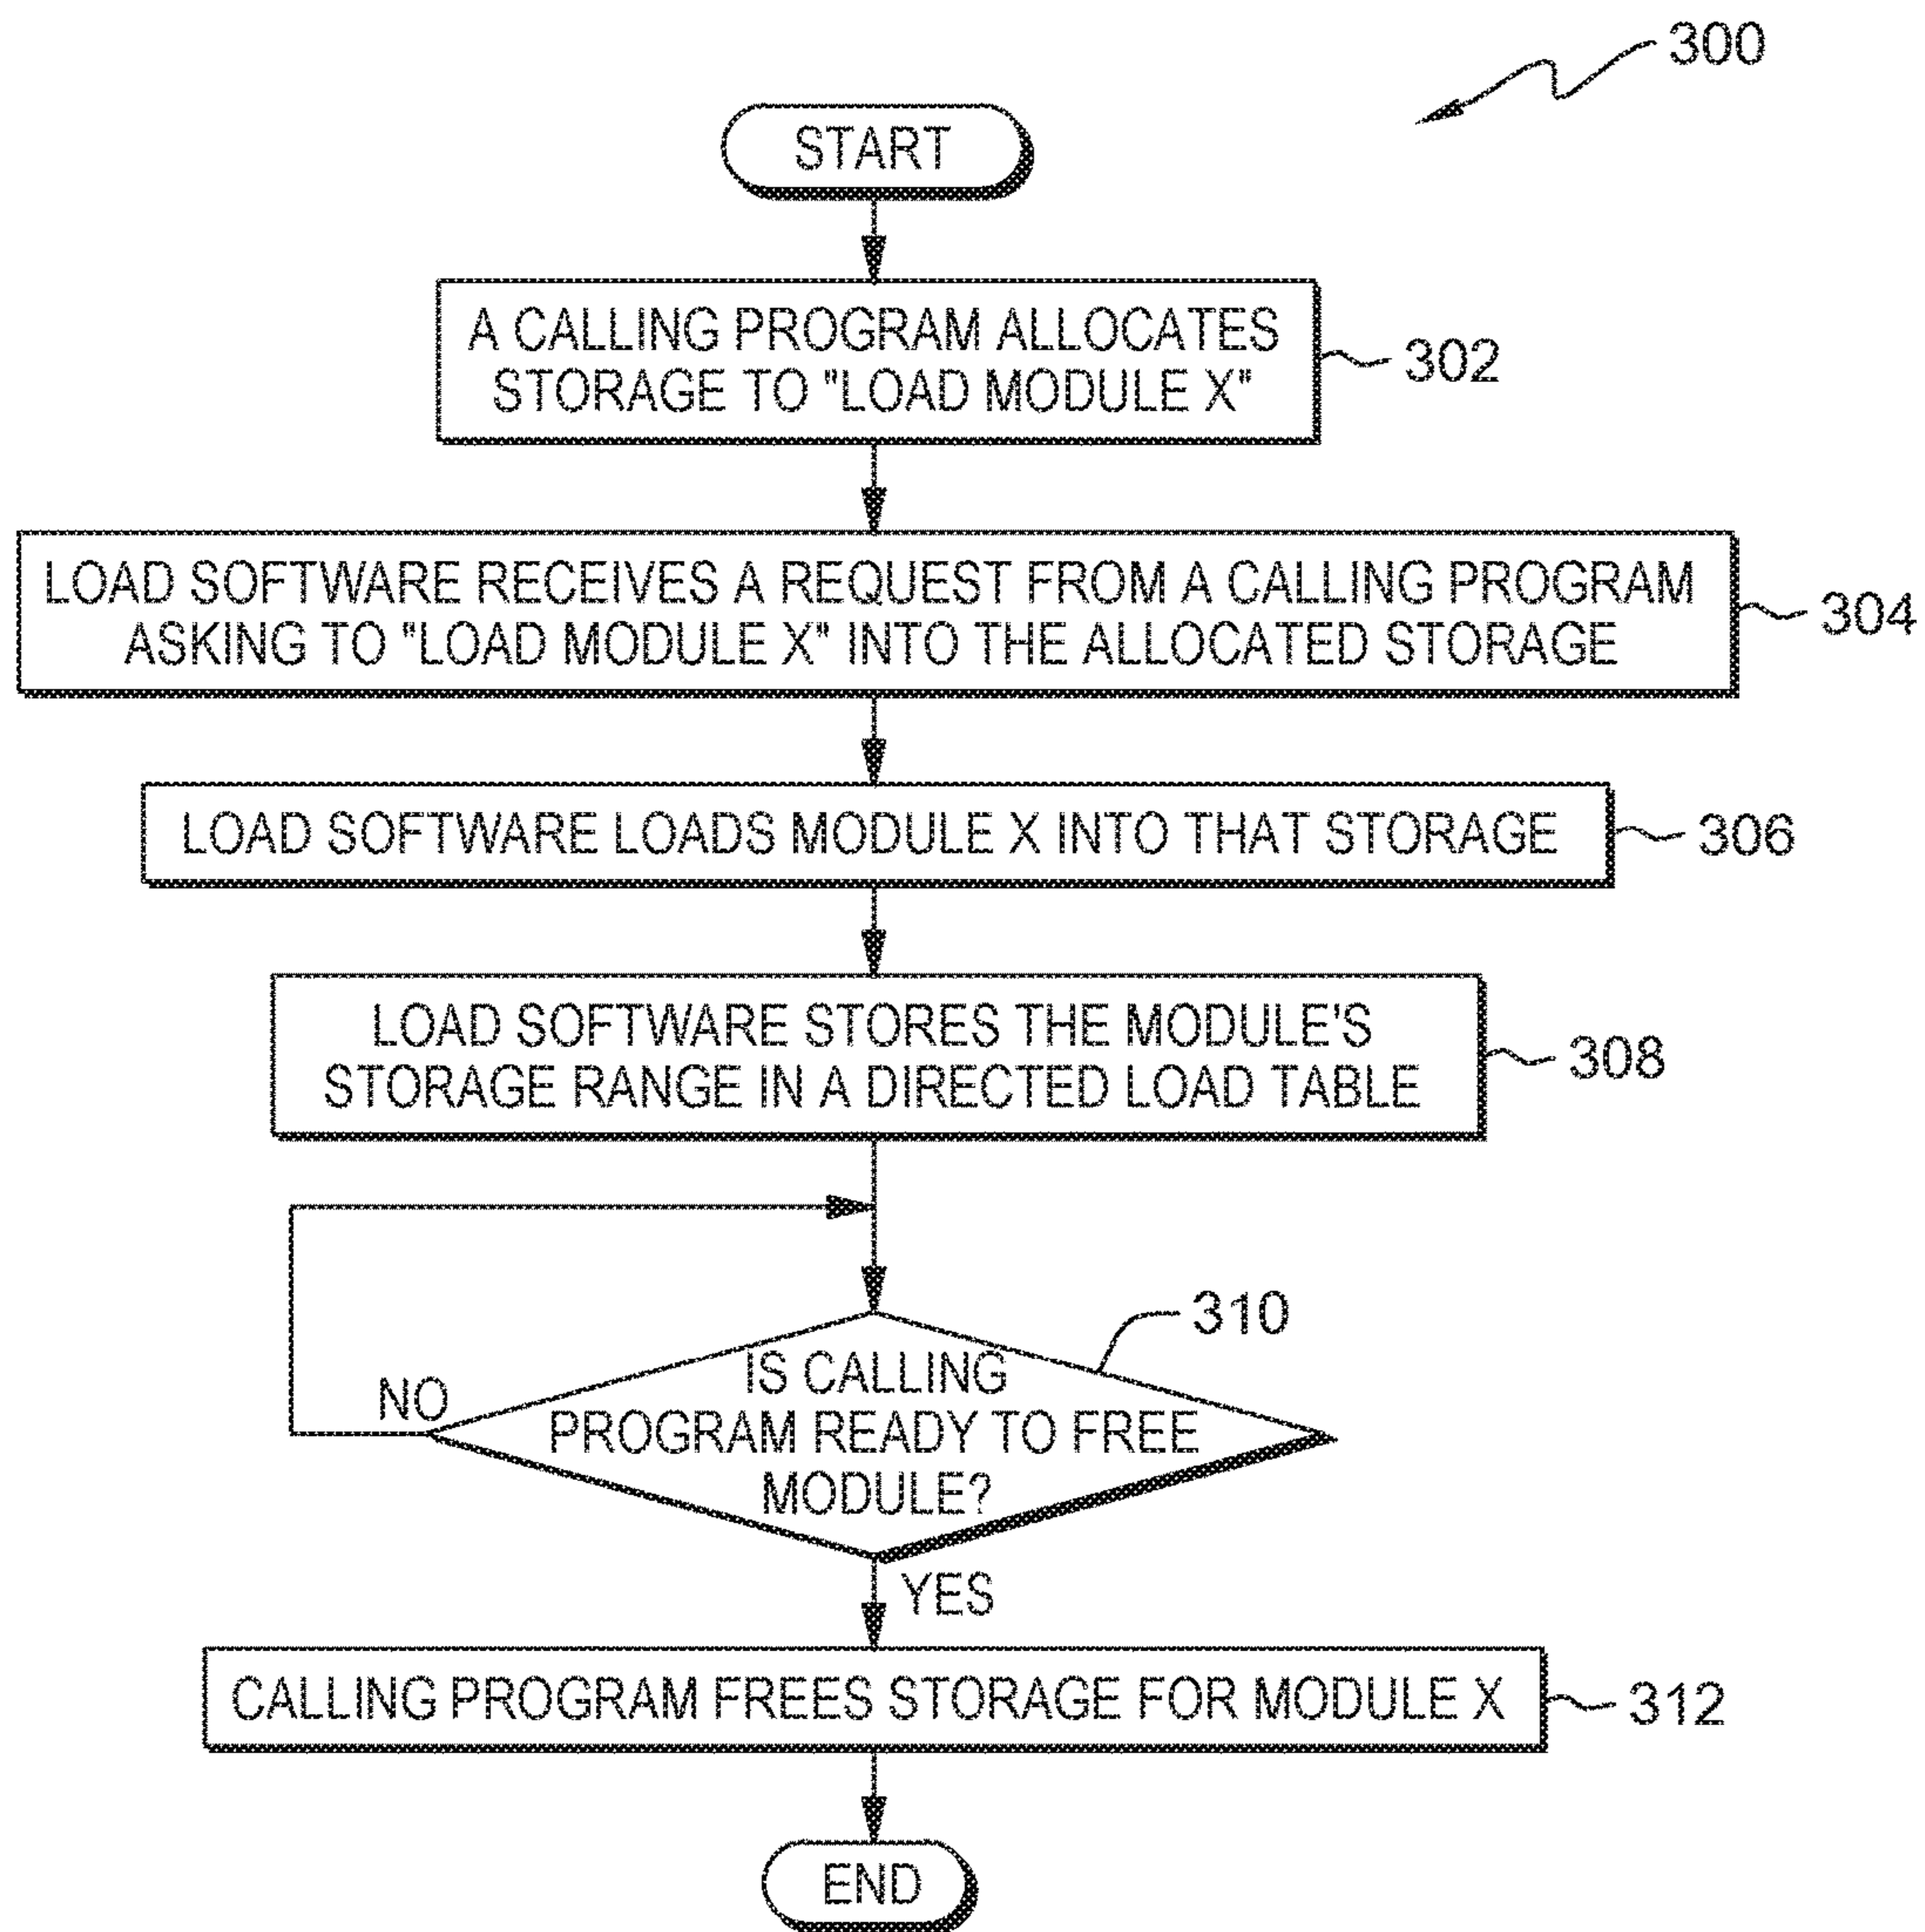 300
START
A CALLING PROGRAM ALLOCATES
STORAGE TO "LOAD MODULE X"
302
LOAD SOFTWARE RECEIVES A REQUEST FROM A CALLING PROGRAM
ASKING TO "LOAD MODULE X" INTO THE ALLOCATED STORAGE
304
LOAD SOFTWARE LOADS MODULE X INTO THAT STORAGE
306
LOAD SOFTWARE STORES THE MODULE'S
STORAGE RANGE IN A DIRECTED LOAD TABLE
308
310
IS CALLING
PROGRAM READY TO FREE
MODULE?
NO
YES
CALLING PROGRAM FREES STORAGE FOR MODULE X
312
END